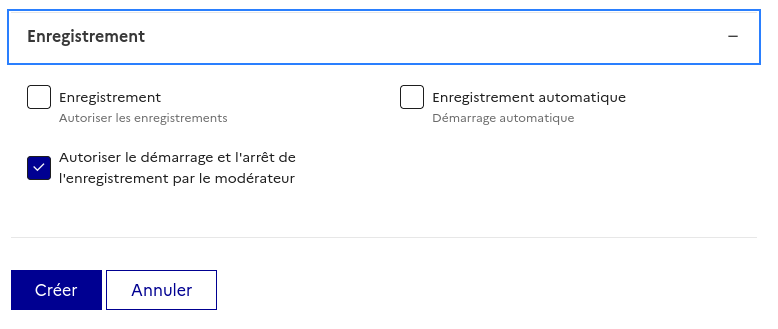 Enregistrement
Enregistrement
Autoriser les enregistrements
Enregistrement automatique
Démarrage automatique
Autoriser le démarrage et l'arrêt de
l'enregistrement par le modérateur
Créer
Annuler